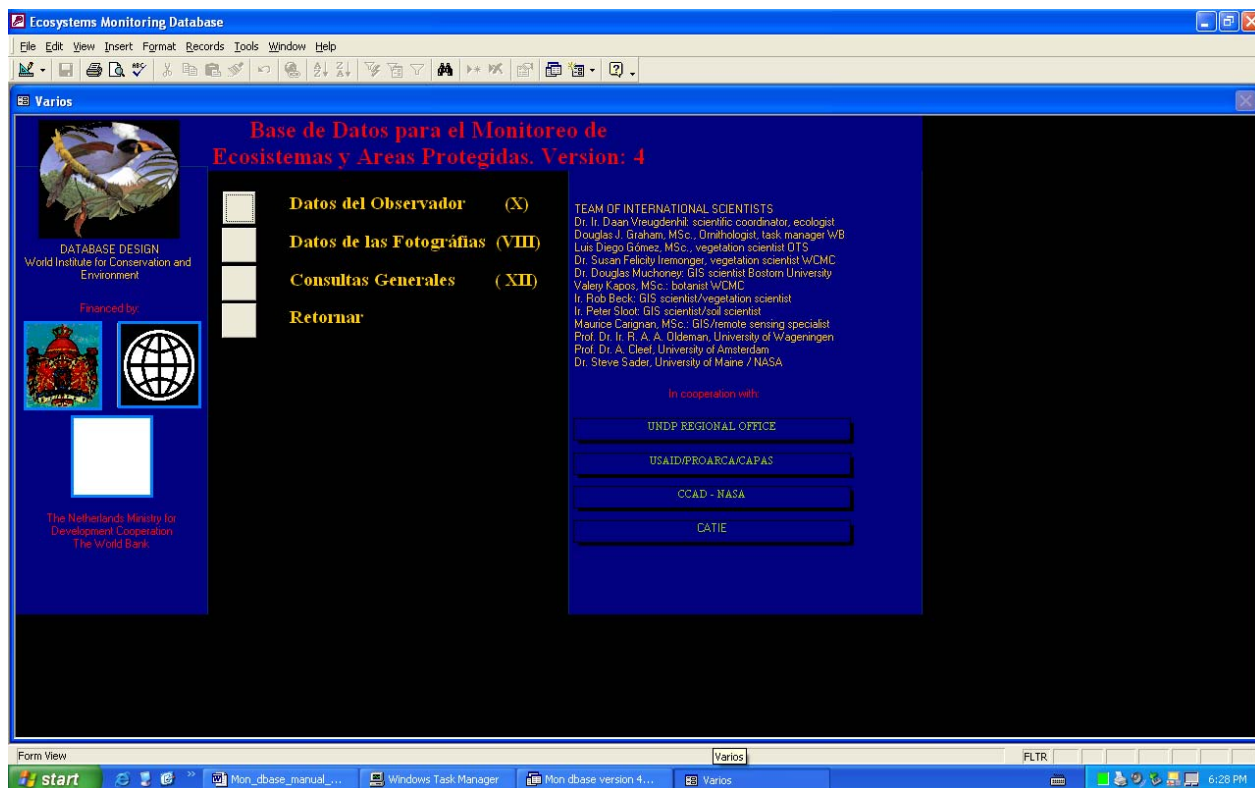 Ecosystems Monitoring Database
File Edit View Insert Format Records Tools Window Help
Varios
Base de Datos para el Monitoreo de
Ecosistemas y Areas Protegidas. Version: 4
DATABASE DESIGN
World Institute for Conservation and
Environment
Financed by:
The Netherlands Ministry for
Development Cooperation
The World Bank
Datos del Observador (X)
Datos de las Fotográfias (VIII)
Consultas Generales ( XII)
Retornar
TEAM OF INTERNATIONAL SCIENTISTS
Dr. Ir. Daan Vreugdenhil: scientific coordinator, ecologist
Douglas J. Graham, MSc., Ornithologist, task manager WB
Luis Diego Gómez, MSc., vegetation scientist OTS
Dr. Susan Felicity Iremonger, vegetation scientist WCMC
Dr. Douglas Muchoney: GIS scientist Bostorn University
Valery Kapos, MSc.: botanist WCMC
Ir. Rob Beck: GIS scientist/vegetation scientist
Ir. Peter Sloot: GIS scientist/soil scientist
Maurice Carignan, MSc.: GIS/remote sensing specialist
Prof. Dr. Ir. R. A. A. Oldeman, University of Wageningen
Prof. Dr. A. Cleef, University of Amsterdam
Dr. Steve Sader, University of Maine / NASA
In cooperation with:
UNDP REGIONAL OFFICE
USAID/PROARCA/CAPAS
CCAD - NASA
CATIE
Form View
Varios
FLTR
start
Mon_dbase_manual_...
Windows Task Manager
Mon dbase version 4...
Varios
6:28 PM